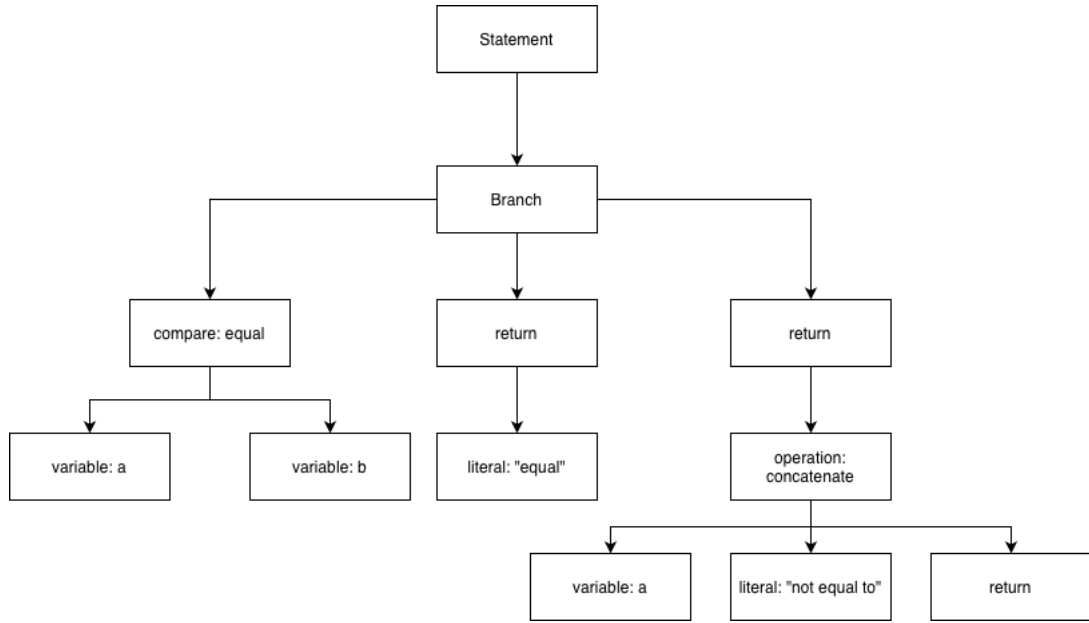 Statement
Branch
compare: equal
return
return
variable: a
variable: b
literal: "equal"
operation:
concatenate
variable: a
literal: "not equal to"
return